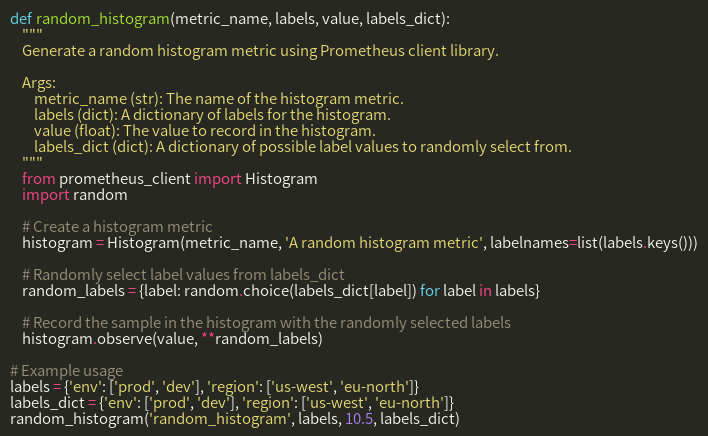 def random_histogram(metric_name, labels, value, labels_dict):
"""
Generate a random histogram metric using Prometheus client library.
Args:
metric_name (str): The name of the histogram metric.
labels (dict): A dictionary of labels for the histogram.
value (float): The value to record in the histogram.
labels_dict (dict): A dictionary of possible label values to randomly select from.
"""
from prometheus_client import Histogram
import random
# Create a histogram metric
histogram = Histogram(metric_name, 'A random histogram metric', labelnames=list(labels.keys()))
# Randomly select label values from labels_dict
random_labels = {label: random.choice(labels_dict[label]) for label in labels}
# Record the sample in the histogram with the randomly selected labels
histogram.observe(value, **random_labels)
# Example usage
labels = {'env': ['prod', 'dev'], 'region': ['us-west', 'eu-north']}
labels_dict = {'env': ['prod', 'dev'], 'region': ['us-west', 'eu-north']}
random_histogram('random_histogram', labels, 10.5, labels_dict)